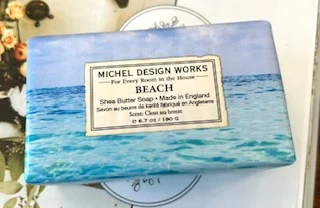 MICHEL DESIGN WORKS
For Every Room in the House
BEACH
Shea Butter Soap • Made in England
Savon au beurre de karité fabriqué en Angleterre
Scent: Clean sea breeze
℮ 8.7 oz / 190 G